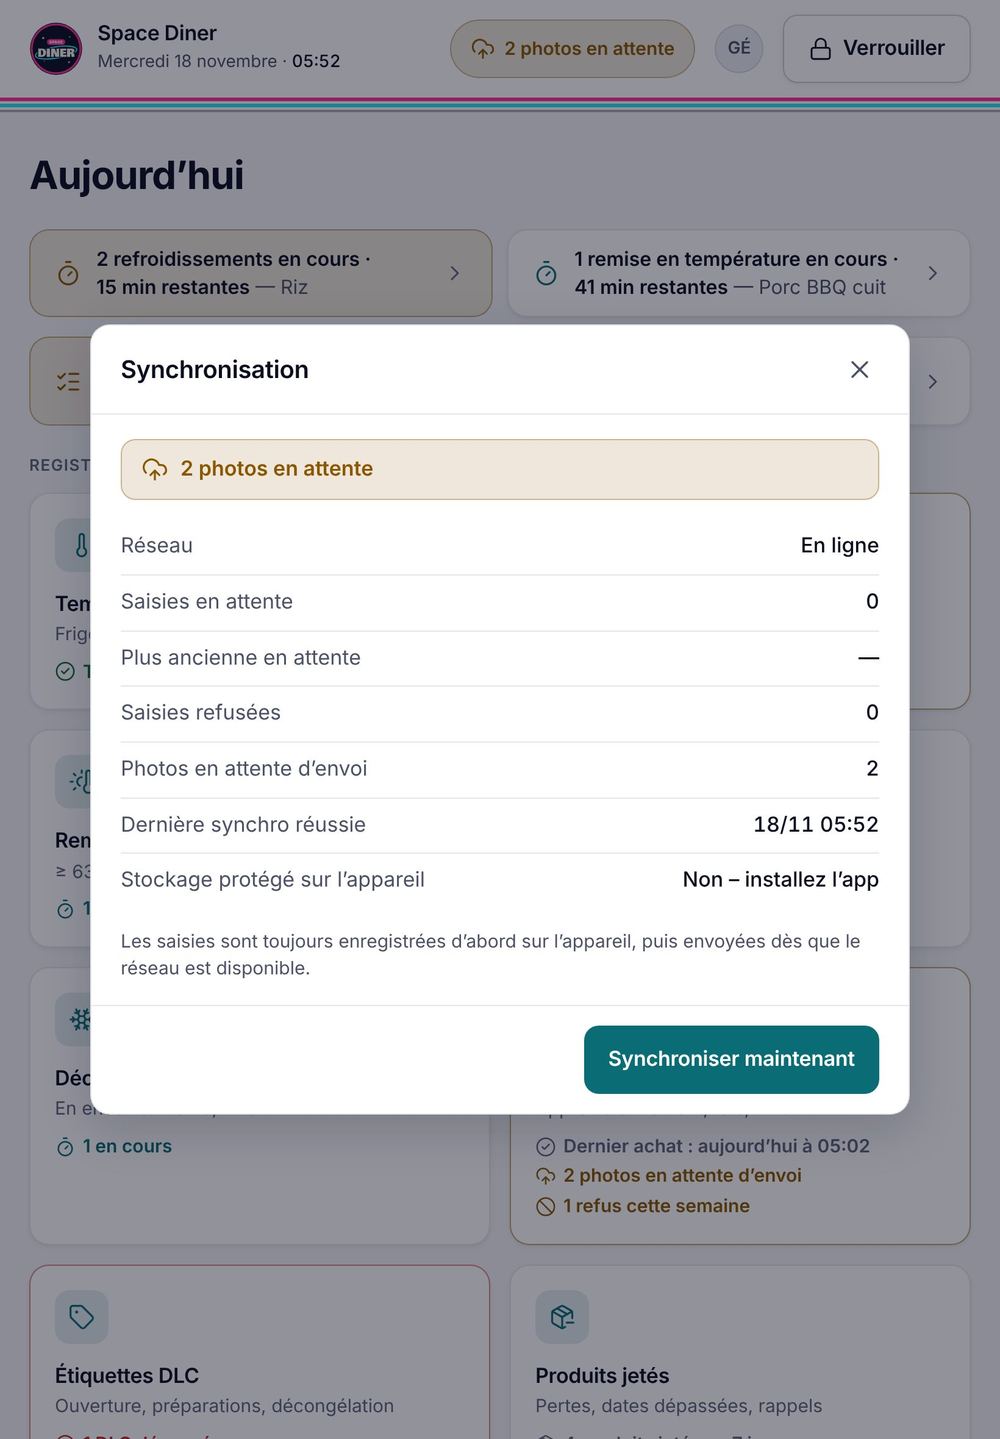 SPACE
DINER
Space Diner
Mercredi 18 novembre · 05:52
2 photos en attente
GÉ
Verrouiller
Aujourd’hui
2 refroidissements en cours ·
15 min restantes — Riz
1 remise en température en cours ·
41 min restantes — Porc BBQ cuit
Synchronisation
2 photos en attente
Réseau
En ligne
Saisies en attente
0
Plus ancienne en attente
—
Saisies refusées
0
Photos en attente d’envoi
2
Dernière synchro réussie
18/11 05:52
Stockage protégé sur l’appareil
Non – installez l’app
Les saisies sont toujours enregistrées d’abord sur l’appareil, puis envoyées dès que le
réseau est disponible.
Synchroniser maintenant
1 en cours
Dernier achat : aujourd’hui à 05:02
2 photos en attente d’envoi
1 refus cette semaine
Étiquettes DLC
Ouverture, préparations, décongélation
Produits jetés
Pertes, dates dépassées, rappels